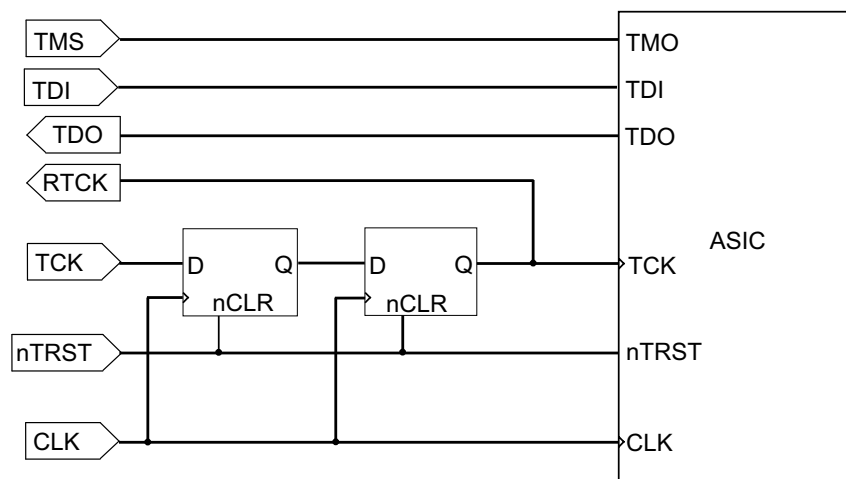 TMS
TMO
TDI
TDI
TDO
TDO
RTCK
ASIC
TCK
D
Q
D
Q
TCK
nCLR
nCLR
nTRST
nTRST
CLK
CLK